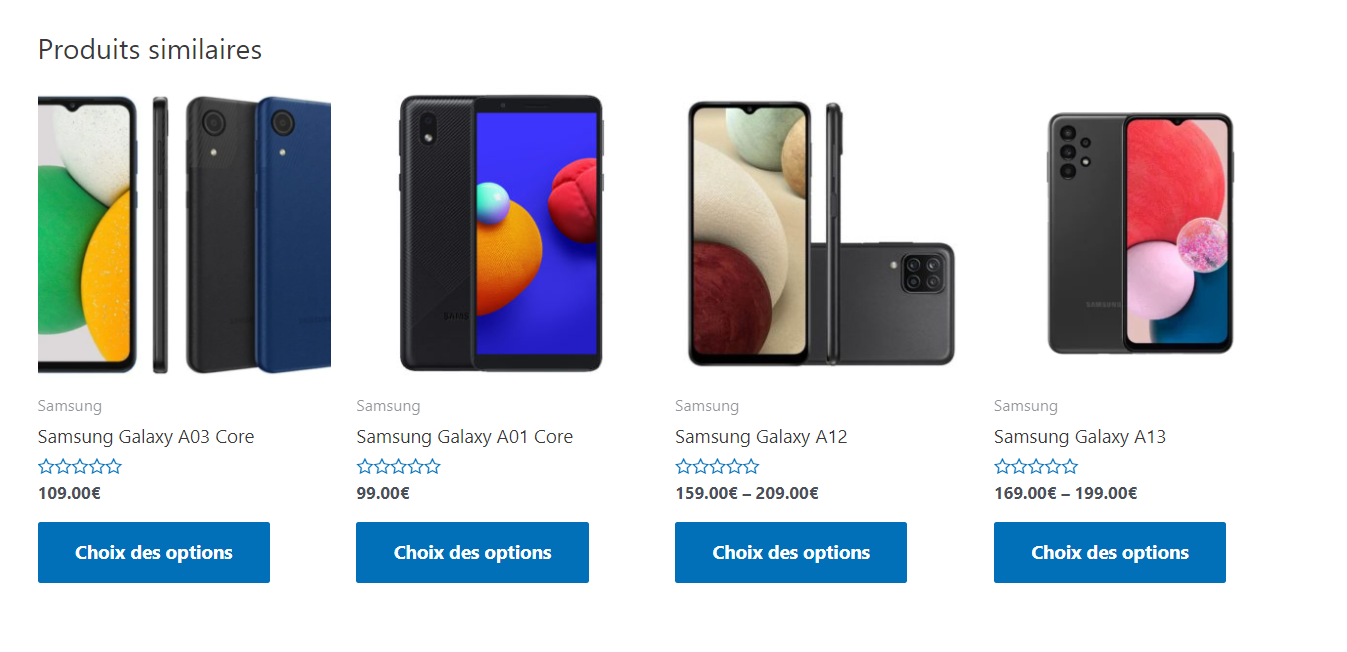 Produits similaires
SAMS
SAMSUNG
Samsung
Samsung Galaxy A03 Core
109.00€
Choix des options
Samsung
Samsung Galaxy A01 Core
99.00€
Choix des options
Samsung
Samsung Galaxy A12
159.00€ – 209.00€
Choix des options
Samsung
Samsung Galaxy A13
169.00€ – 199.00€
Choix des options